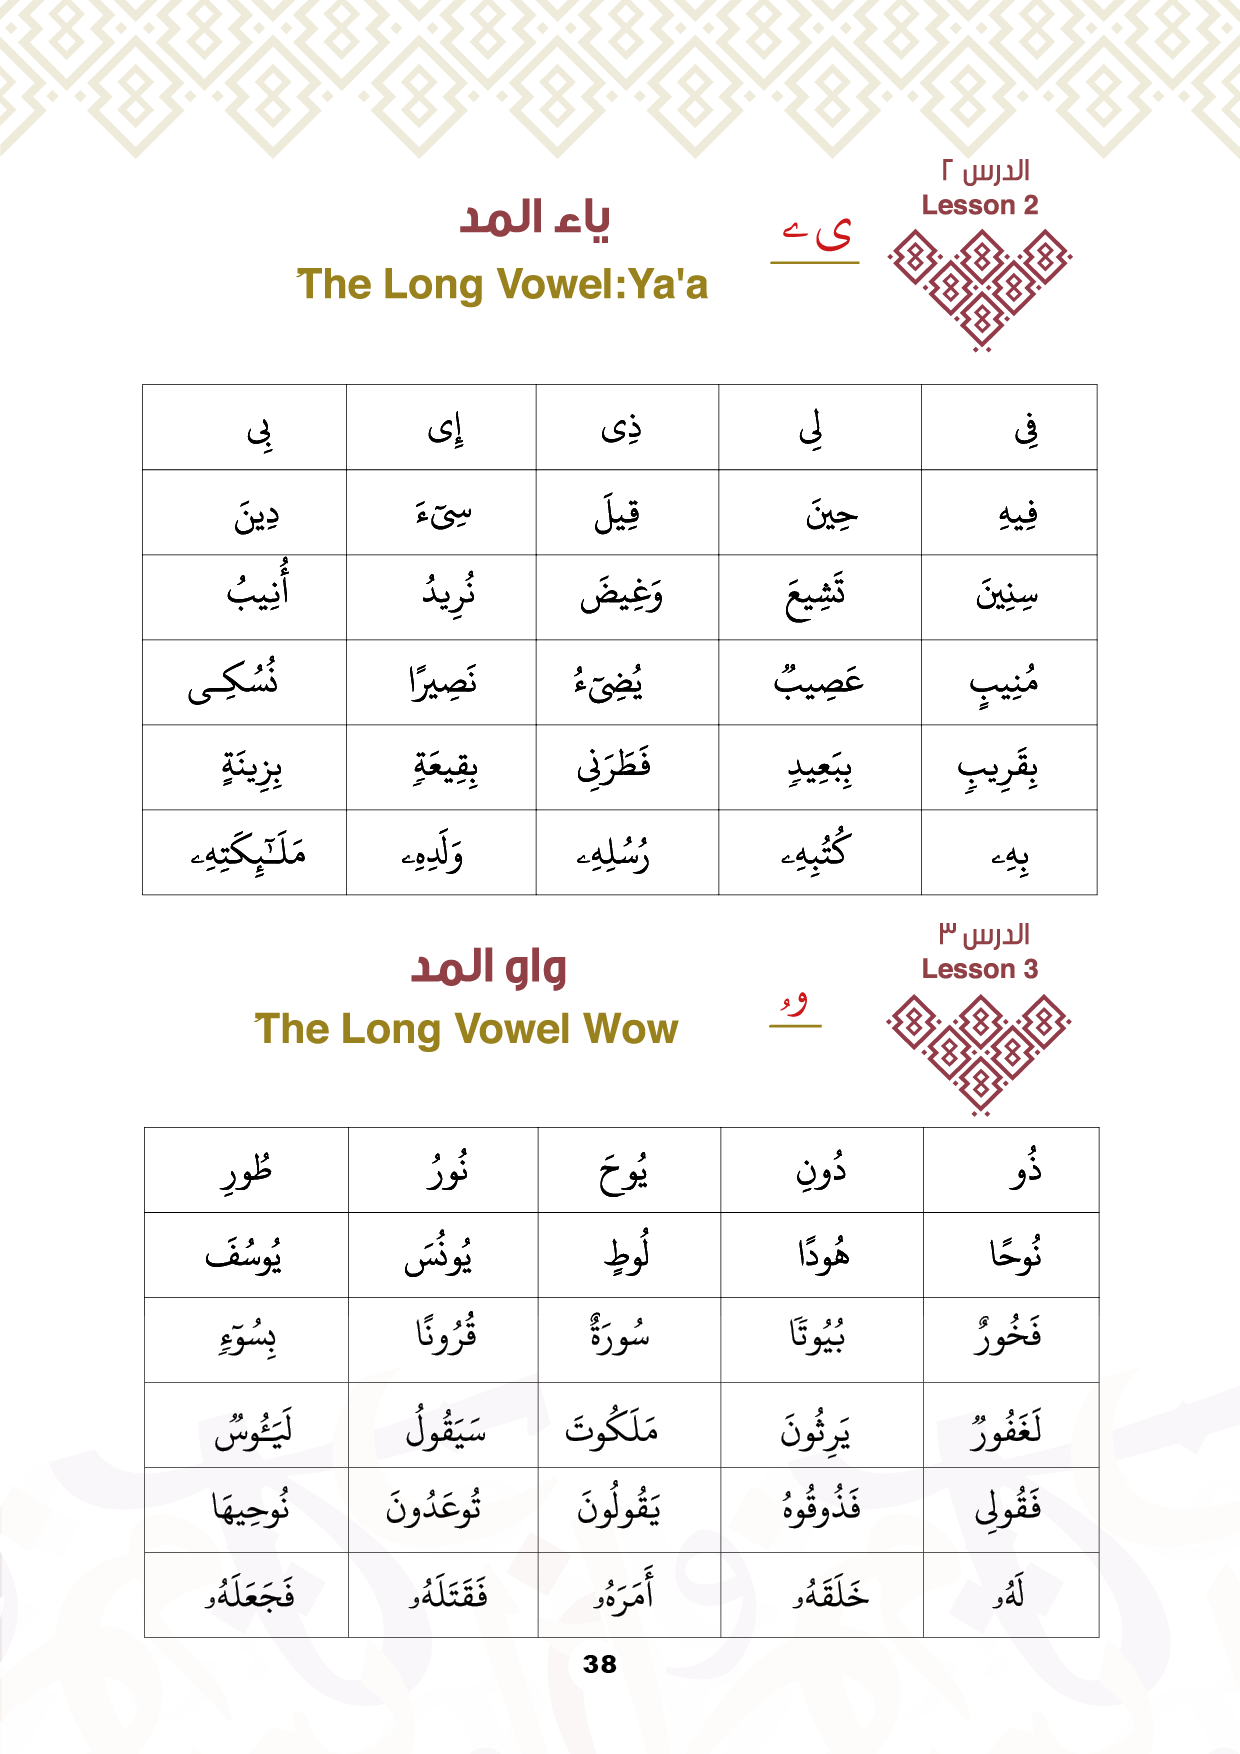 الدرس ٢
Lesson 2
ياء المد
ى ے
The Long Vowel:Ya'a
فِى لِى ذِى إِى بِى
فِيهِ حِينَ قِيلَ سِىٓءَ دِينَ
سِنِينَ تَشِيعَ وَغِيضَ نُرِيدُ أُنِيبُ
مُنِيبٍ عَصِيبٌ يُضِىٓءُ نَصِيرًا نُسُكِى
بِقَرِيبٍ بِبَعِيدٍ فَطَرَنِى بِقِيعَةٍ بِزِينَةٍ
بِهِۦ كُتُبِهِۦ رُسُلِهِۦ وَلَدِهِۦ مَلَـٰٓئِكَتِهِۦ
الدرس ٣
Lesson 3
واو المد
و ۥ
The Long Vowel Wow
ذُو دُونِ يُوحَ نُورُ طُورِ
نُوحًا هُودًا لُوطٍ يُونُسَ يُوسُفَ
فَخُورٌ بُيُوتًا سُورَةٌ قُرُونًا بِسُوٓءٍ
لَغَفُورٌ يَرِثُونَ مَلَكُوتَ سَيَقُولُ لَيَـُٔوسٌ
فَقُولِى فَذُوقُوهُ يَقُولُونَ تُوعَدُونَ نُوحِيهَا
لَهُۥ خَلَقَهُۥ أَمَرَهُۥ فَقَتَلَهُۥ فَجَعَلَهُۥ
38